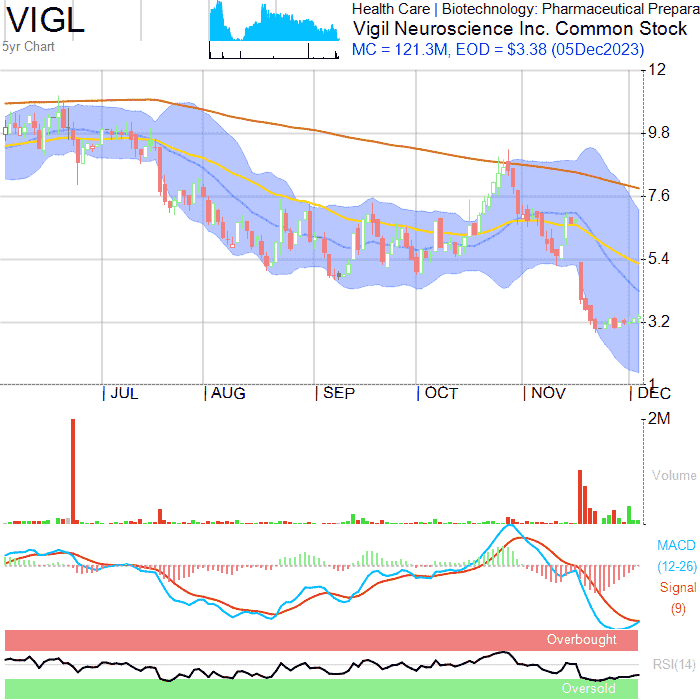 VIGL
5yr Chart
Health Care | Biotechnology: Pharmaceutical Prepara
Vigil Neuroscience Inc. Common Stock
MC = 121.3M, EOD = $3.38 (05Dec2023)
12
9.8
7.6
5.4
3.2
1
JUL
AUG
SEP
OCT
NOV
DEC
2M
Volume
MACD
(12-26)
Signal
(9)
Overbought
RSI(14)
Oversold